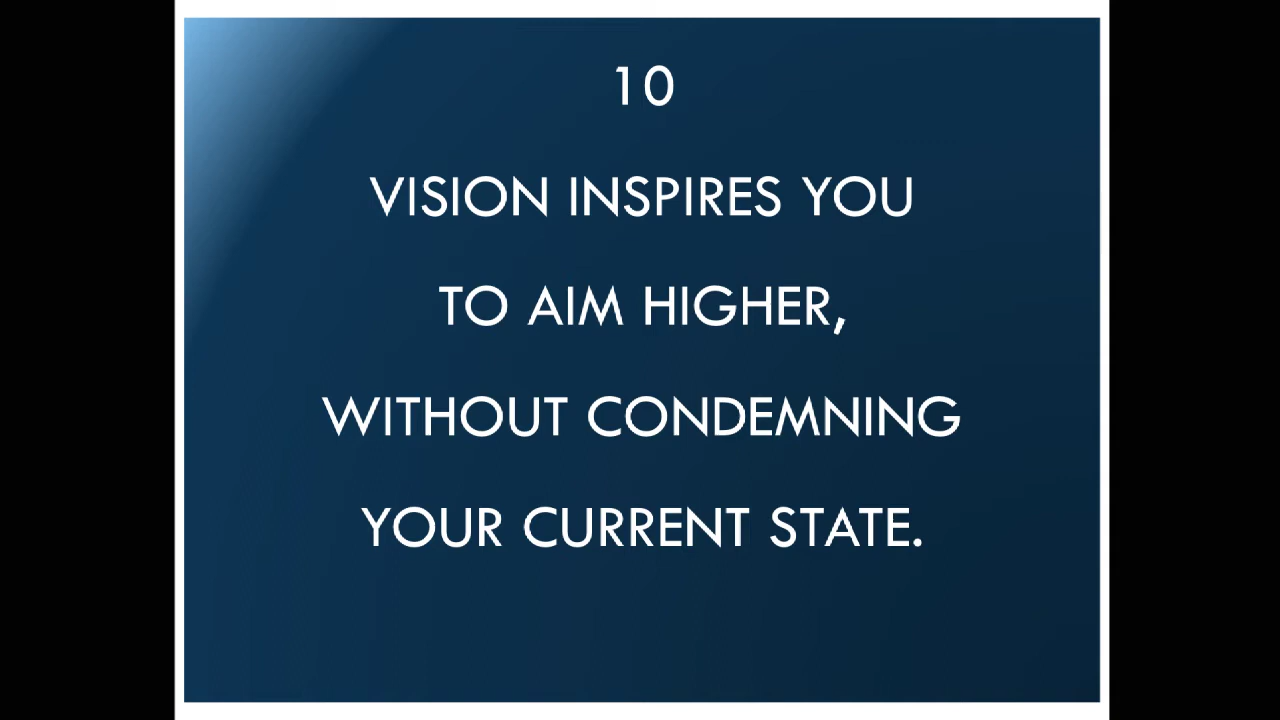 10
VISION INSPIRES YOU
TO AIM HIGHER,
WITHOUT CONDEMNING
YOUR CURRENT STATE.